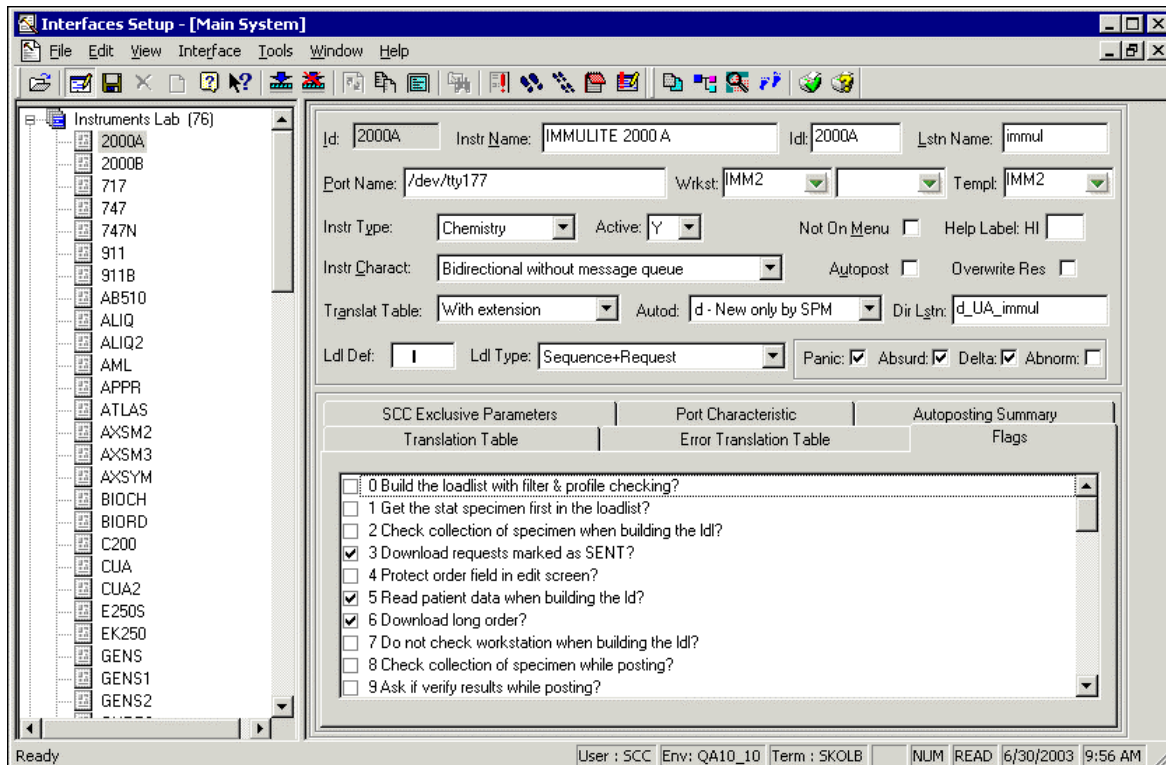 Interfaces Setup - [Main System]
File Edit View Interface Tools Window Help
Instruments Lab (76)
2000A
2000B
717
747
747N
911
911B
AB510
ALIQ
ALIQ2
AML
APPR
ATLAS
AXSM2
AXSM3
AXSYM
BIOCH
BIORD
C200
CUA
CUA2
E250S
EK250
GENS
GENS1
GENS2
Id: 2000A Instr Name: IMMULITE 2000 A Idl: 2000A Lstn Name: immul
Port Name: /dev/tty177 Wrkst: IMM2 Templ: IMM2
Instr Type: Chemistry Active: Y Not On Menu Help Label: HI
Instr Charact: Bidirectional without message queue Autopost Overwrite Res
Translat Table: With extension Autod: d - New only by SPM Dir Lstn: d_UA_immul
Ldl Def: I Ldl Type: Sequence+Request Panic: Absurd: Delta: Abnorm:
SCC Exclusive Parameters Port Characteristic Autoposting Summary
Translation Table Error Translation Table Flags
0 Build the loadlist with filter & profile checking?
1 Get the stat specimen first in the loadlist?
2 Check collection of specimen when building the ldl?
3 Download requests marked as SENT?
4 Protect order field in edit screen?
5 Read patient data when building the ld?
6 Download long order?
7 Do not check workstation when building the ldl?
8 Check collection of specimen while posting?
9 Ask if verify results while posting?
Ready User : SCC Env: QA10_10 Term : SKOLB NUM READ 6/30/2003 9:56 AM